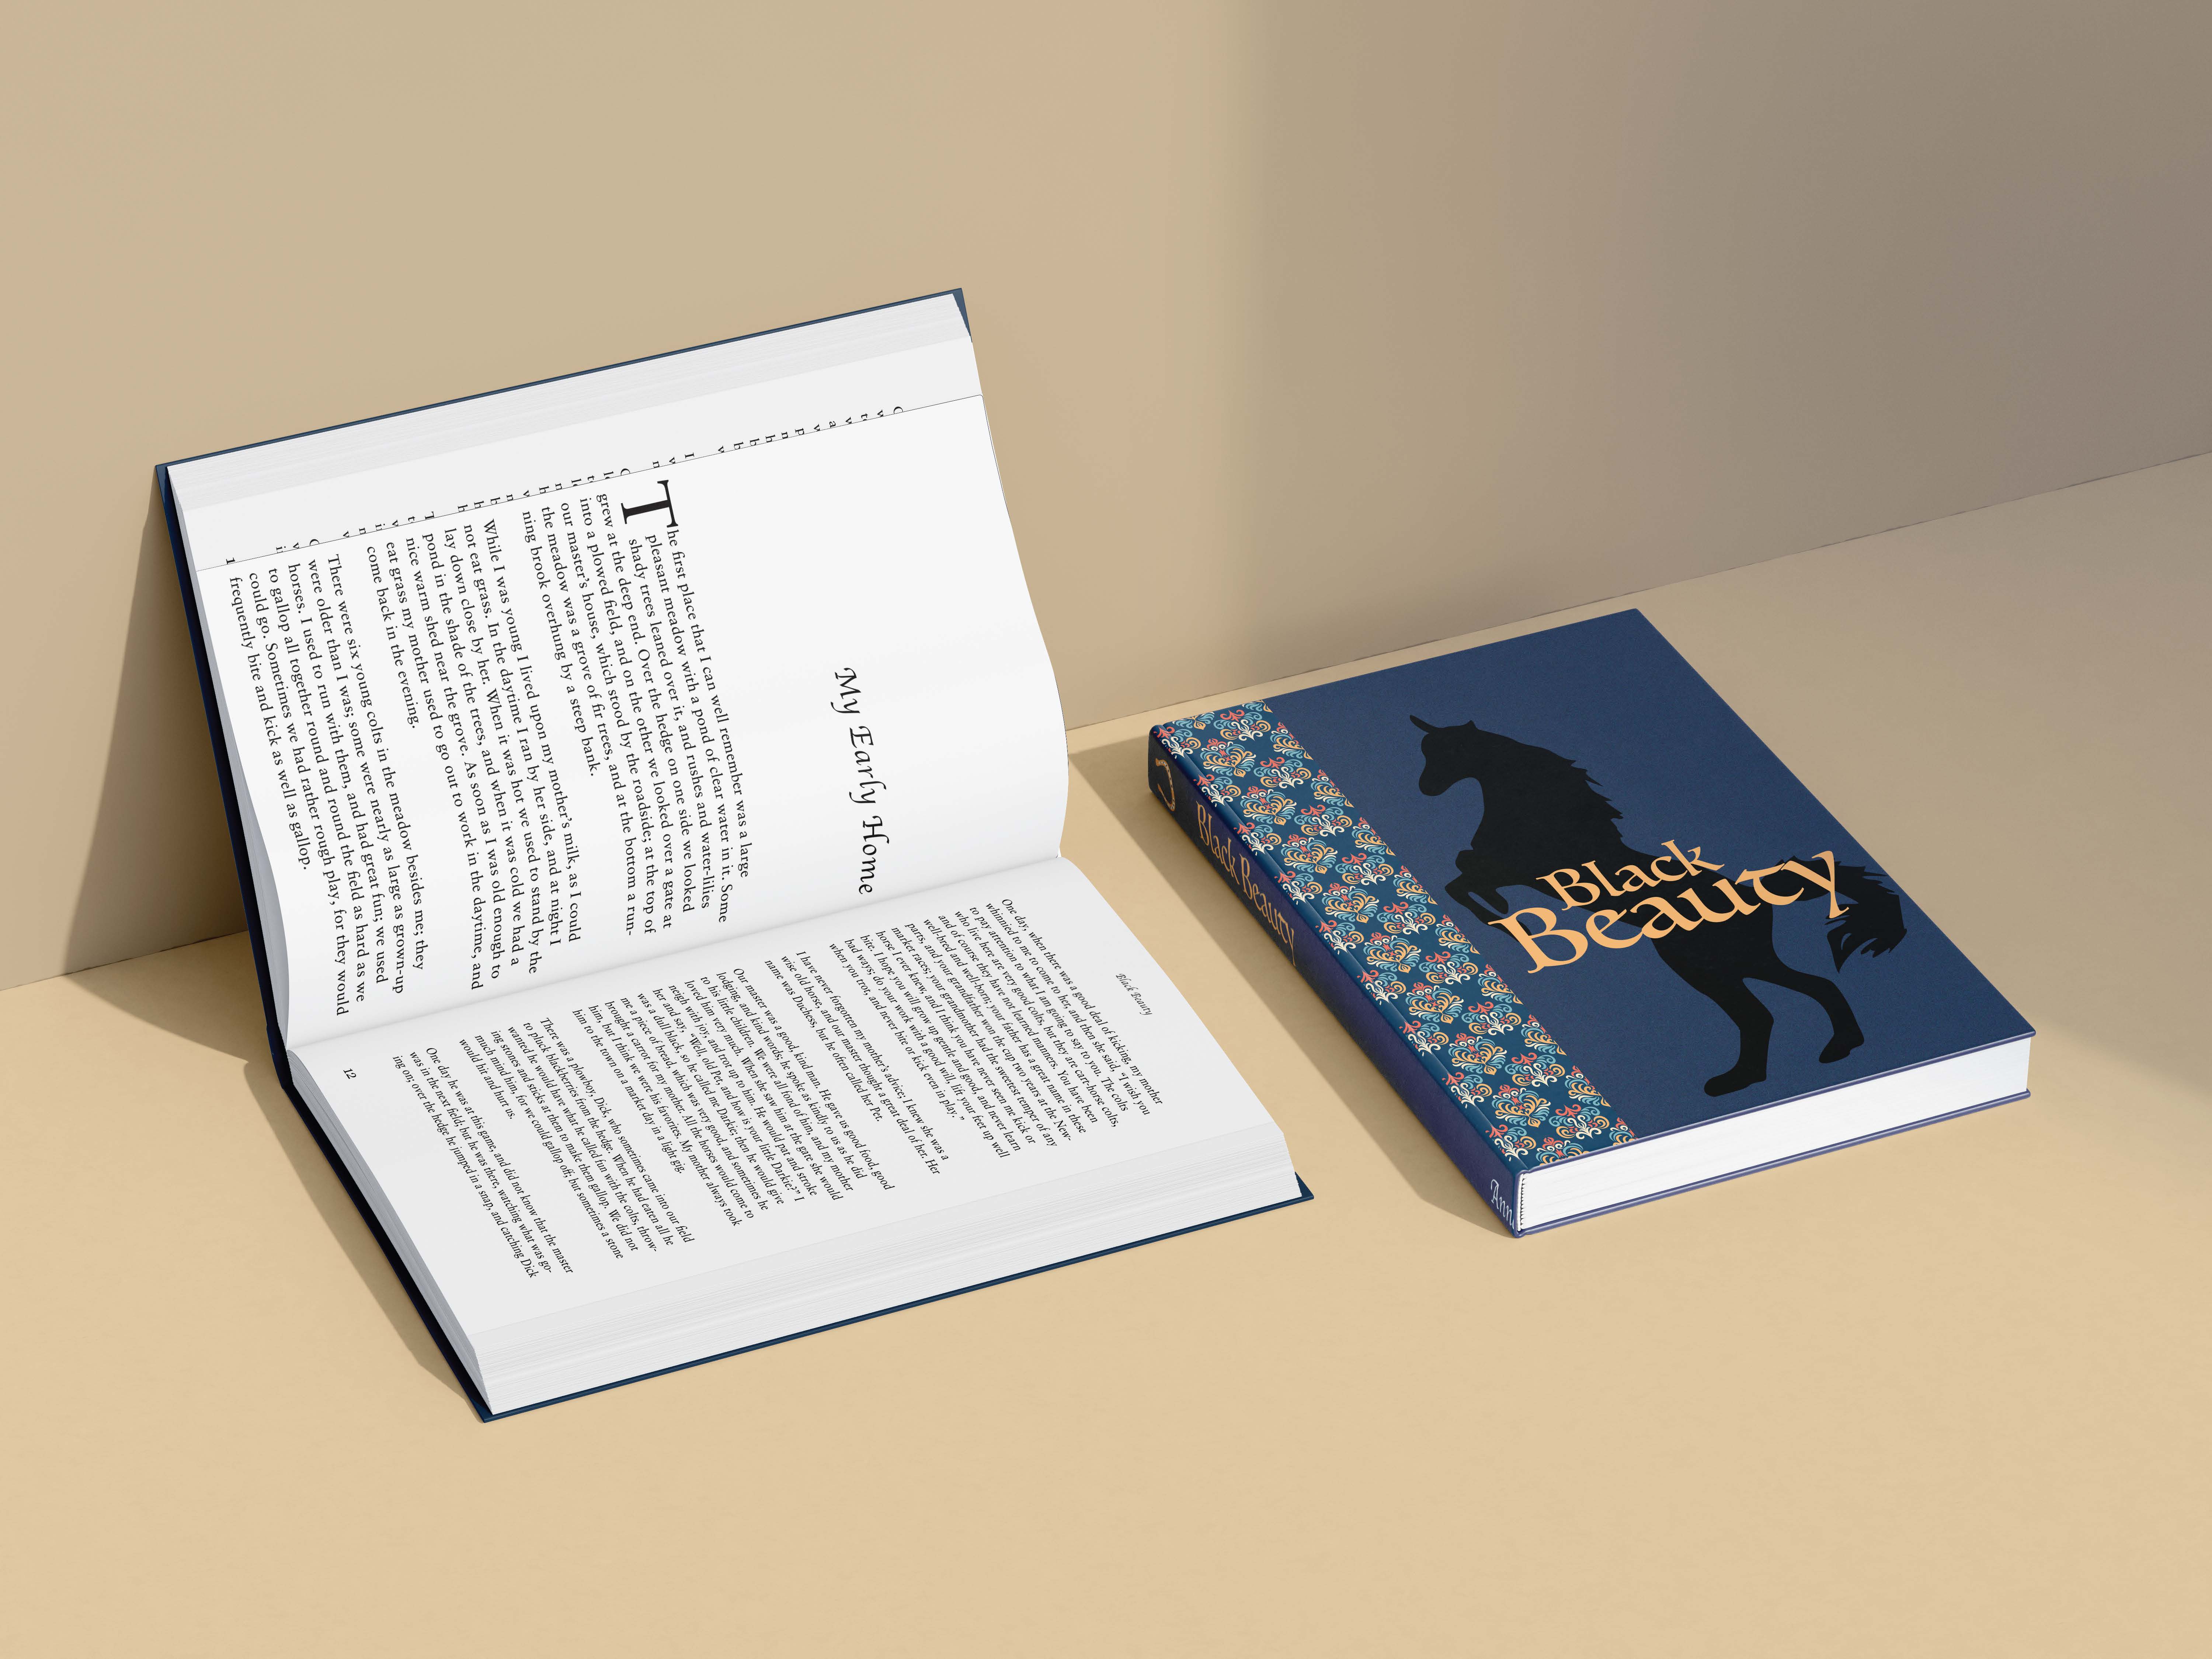 My Early Home
The first place that I can well remember was a large
pleasant meadow with a pond of clear water in it. Some
shady trees leaned over it, and rushes and water-lilies
grew at the deep end. Over the hedge on one side we looked
into a plowed field, and on the other we looked over a gate at
our master's house, which stood by the roadside; at the top of
the meadow was a grove of fir trees, and at the bottom a run-
ning brook overhung by a steep bank.
While I was young I lived upon my mother's milk, as I could
not eat grass. In the daytime I ran by her side, and at night I
lay down close by her. When it was hot we used to stand by the
pond in the shade of the trees, and when it was cold we had a
nice warm shed near the grove. As soon as I was old enough to
eat grass my mother used to go out to work in the daytime, and
come back in the evening.
There were six young colts in the meadow besides me; they
were older than I was; some were nearly as large as grown-up
horses. I used to run with them, and had great fun; we used
to gallop all together round and round the field as hard as we
could go. Sometimes we had rather rough play, for they would
frequently bite and kick as well as gallop.
Black Beauty
One day, when there was a good deal of kicking, my mother
whinnied to me to come to her, and then she said, "I wish you
to pay attention to what I am going to say to you. The colts
who live here are very good colts, but they are cart-horse colts,
and of course they have not learned manners. You have been
well-bred and well-born; your father has a great name in these
parts, and your grandfather won the cup two years at the New-
market races; your grandmother had the sweetest temper of any
horse I ever knew, and I think you have never seen me kick or
bite. I hope you will grow up gentle and good, and never learn
bad ways; do your work with a good will, lift your feet up well
when you trot, and never bite or kick even in play."
I have never forgotten my mother's advice; I knew she was a
wise old horse, and our master thought a great deal of her. Her
name was Duchess, but he often called her Pet.
Our master was a good, kind man. He gave us good food, good
lodging, and kind words; he spoke as kindly to us as he did
to his little children. We were all fond of him, and my mother
loved him very much. When she saw him at the gate she would
neigh with joy, and trot up to him. He would pat and stroke
her and say, "Well, old Pet, and how is your little Darkie?" I
was a dull black, so he called me Darkie; then he would give
me a piece of bread, which was very good, and sometimes he
brought a carrot for my mother. All the horses would come to
him, but I think we were his favorites. My mother always took
him to the town on a market day in a light gig.
There was a plowboy, Dick, who sometimes came into our field
to pluck blackberries from the hedge. When he had eaten all he
wanted he would have what he called fun with the colts, throw-
ing stones and sticks at them to make them gallop. We did not
much mind him, for we could gallop off; but sometimes a stone
would hit and hurt us.
One day he was at this game, and did not know that the master
was in the next field; but he was there, watching what was go-
ing on; over the hedge he jumped in a snap, and catching Dick
12
Black Beauty
Black
Beauty